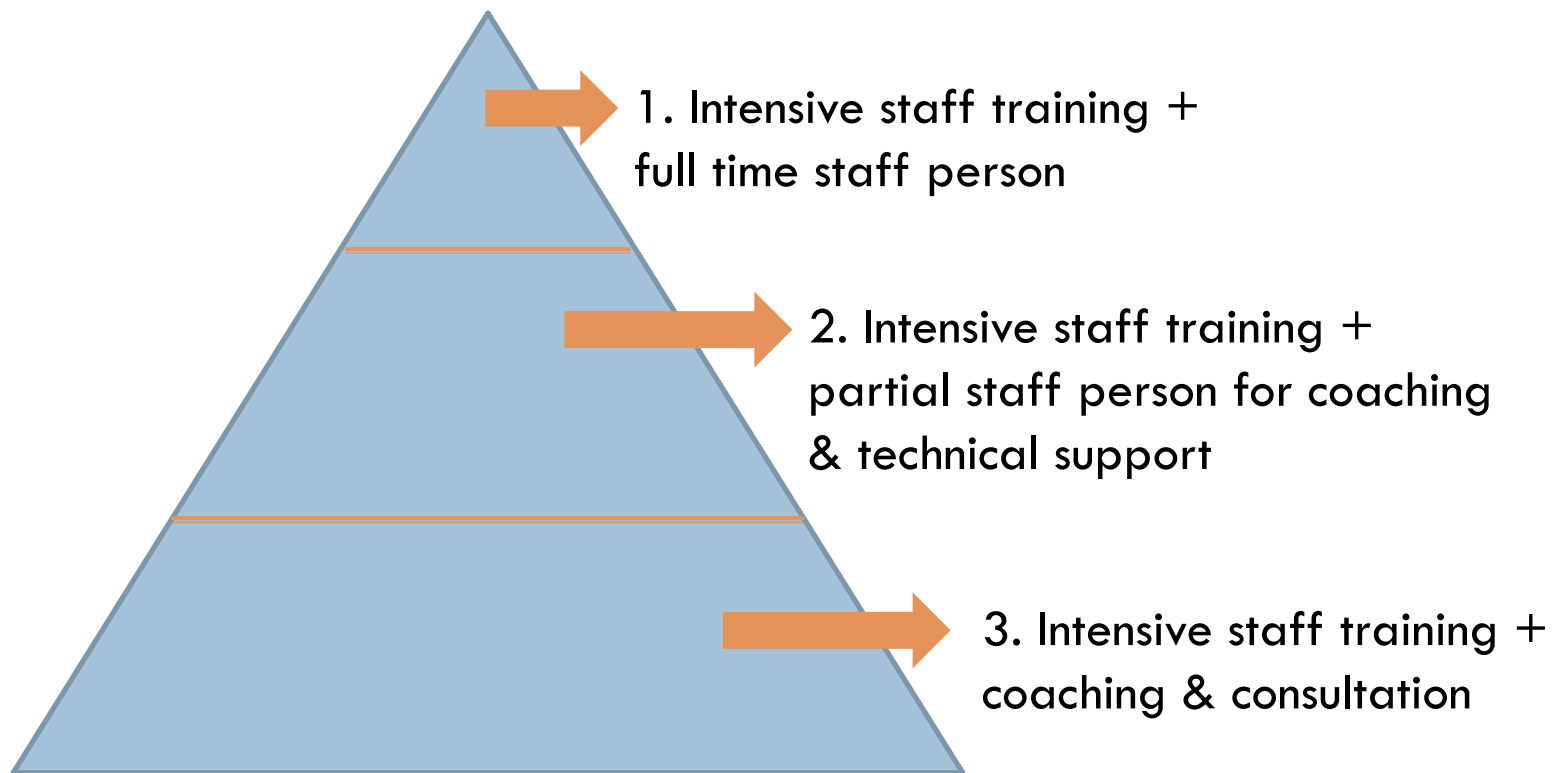 1. Intensive staff training +
full time staff person
2. Intensive staff training +
partial staff person for coaching
& technical support
3. Intensive staff training +
coaching & consultation